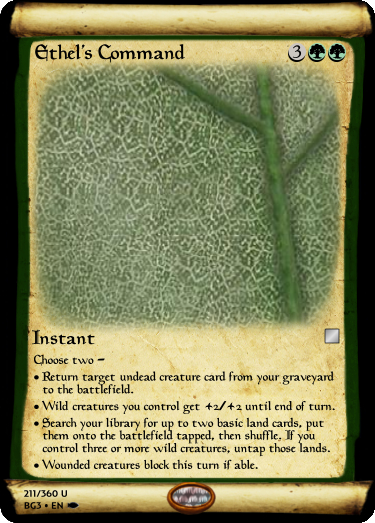 Ethel's Command 3
Instant
Choose two –
• Return target undead creature card from your graveyard
to the battlefield.
• Wild creatures you control get +2/+2 until end of turn.
• Search your library for up to two basic land cards, put
them onto the battlefield tapped, then shuffle, If you
control three or more wild creatures, untap those lands.
• Wounded creatures block this turn if able.
211/360 U
BG3 • EN